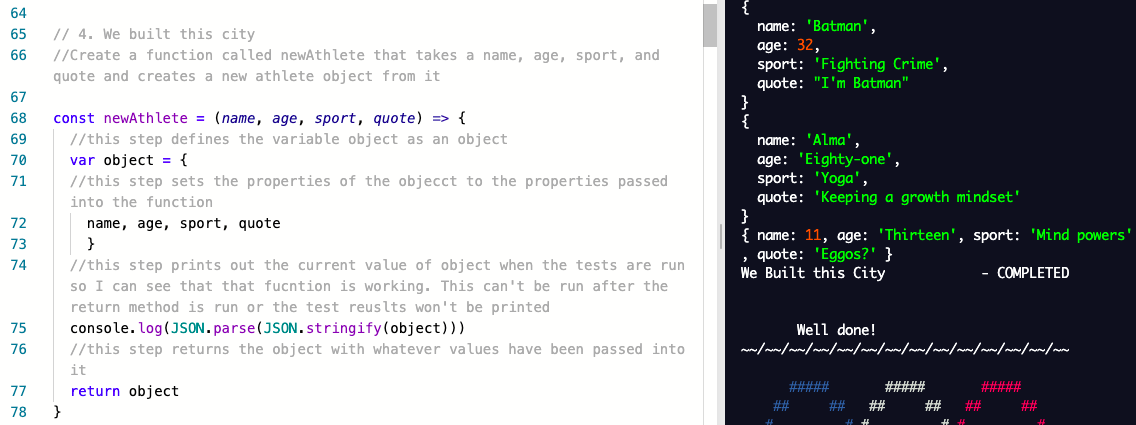 64
65 // 4. We built this city
66 //Create a function called newAthlete that takes a name, age, sport, and
quote and creates a new athlete object from it
67
68 const newAthlete = (name, age, sport, quote) => {
69 //this step defines the variable object as an object
70 var object = {
71 //this step sets the properties of the objecct to the properties passed
into the function
72 name, age, sport, quote
73 }
74 //this step prints out the current value of object when the tests are run
so I can see that that fucntion is working. This can't be run after the
return method is run or the test reuslts won't be printed
75 console.log(JSON.parse(JSON.stringify(object)))
76 //this step returns the object with whatever values have been passed into
it
77 return object
78 }
{
name: 'Batman',
age: 32,
sport: 'Fighting Crime',
quote: "I'm Batman"
}
{
name: 'Alma',
age: 'Eighty-one',
sport: 'Yoga',
quote: 'Keeping a growth mindset'
}
{ name: 11, age: 'Thirteen', sport: 'Mind powers'
, quote: 'Eggos?' }
We Built this City - COMPLETED
Well done!
~~/~~/~~/~~/~~/~~/~~/~~/~~/~~/~~/~~/~~/~~
##### ##### #####
## ## ## ## ## ##
# # # # # #